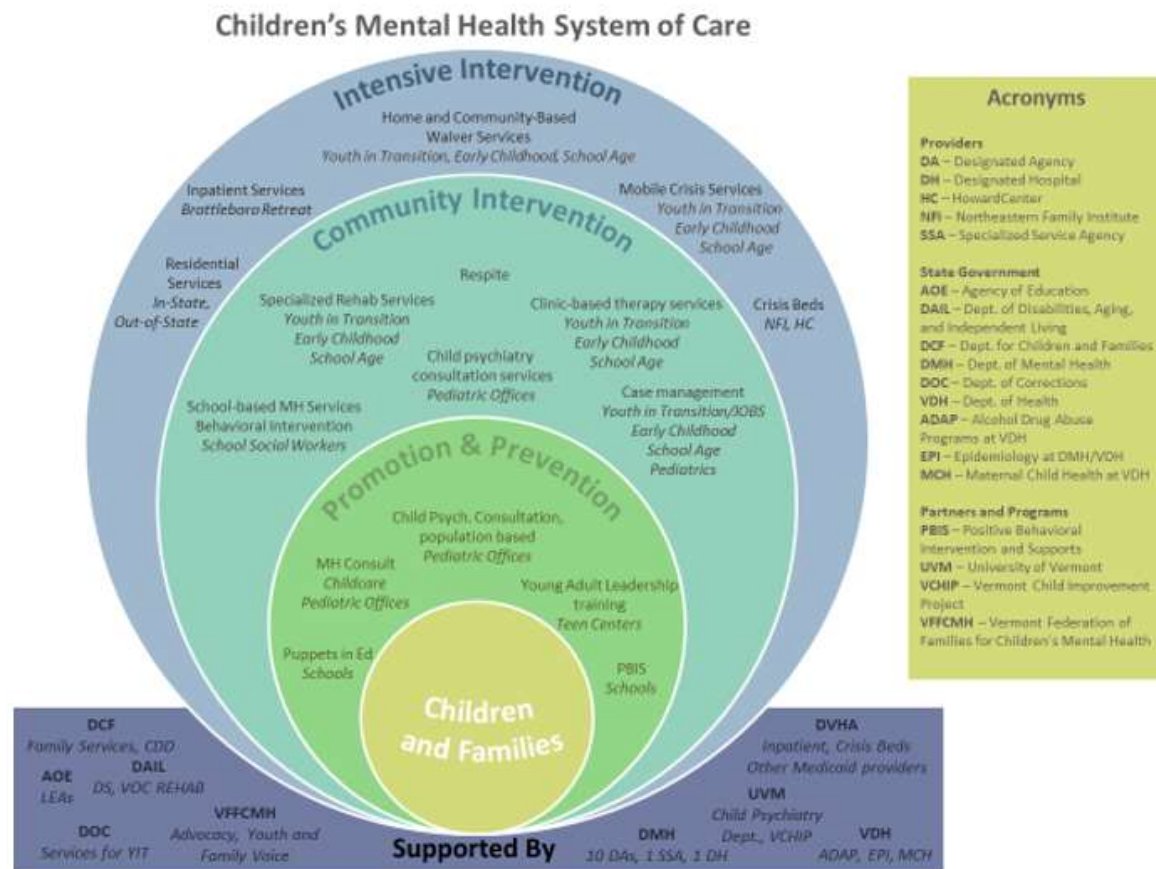 Children's Mental Health System of Care
Intensive Intervention
Home and Community-Based
Waiver Services
Youth in Transition, Early Childhood, School Age
Inpatient Services
Brattleboro Retreat
Mobile Crisis Services
Youth in Transition
Early Childhood
School Age
Residential
Services
In-State,
Out-of-State
Crisis Beds
NFI, HC
Community Intervention
Respite
Specialized Rehab Services
Youth in Transition
Early Childhood
School Age
Clinic-based therapy services
Youth in Transition
Early Childhood
School Age
Child psychiatry
consultation services
Pediatric Offices
School-based MH Services
Behavioral Intervention
School Social Workers
Case management
Youth in Transition/JOBS
Early Childhood
School Age
Pediatrics
Promotion & Prevention
Child Psych. Consultation,
population based
Pediatric Offices
MH Consult
Childcare
Pediatric Offices
Young Adult Leadership
training
Teen Centers
Puppets in Ed
Schools
PBIS
Schools
Children
and Families
DCF
Family Services, CDD
AOE
LEAs
DAIL
DS, VOC REHAB
DOC
Services for YIT
VFFCMH
Advocacy, Youth and
Family Voice
Supported By
DMH
10 DAs, 1 SSA, 1 DH
UVM
Child Psychiatry
Dept., VCHIP
DVHA
Inpatient, Crisis Beds
Other Medicaid providers
VDH
ADAP, EPI, MCH
Acronyms
Providers
DA – Designated Agency
DH – Designated Hospital
HC – HowardCenter
NFI – Northeastern Family Institute
SSA – Specialized Service Agency
State Government
AOE – Agency of Education
DAIL – Dept. of Disabilities, Aging,
and Independent Living
DCF – Dept. for Children and Families
DMH – Dept. of Mental Health
DOC – Dept. of Corrections
VDH – Dept. of Health
ADAP – Alcohol Drug Abuse
Programs at VDH
EPI – Epidemiology at DMH/VDH
MCH – Maternal Child Health at VDH
Partners and Programs
PBIS – Positive Behavioral
Intervention and Supports
UVM – University of Vermont
VCHIP – Vermont Child Improvement
Project
VFFCMH – Vermont Federation of
Families for Children's Mental Health